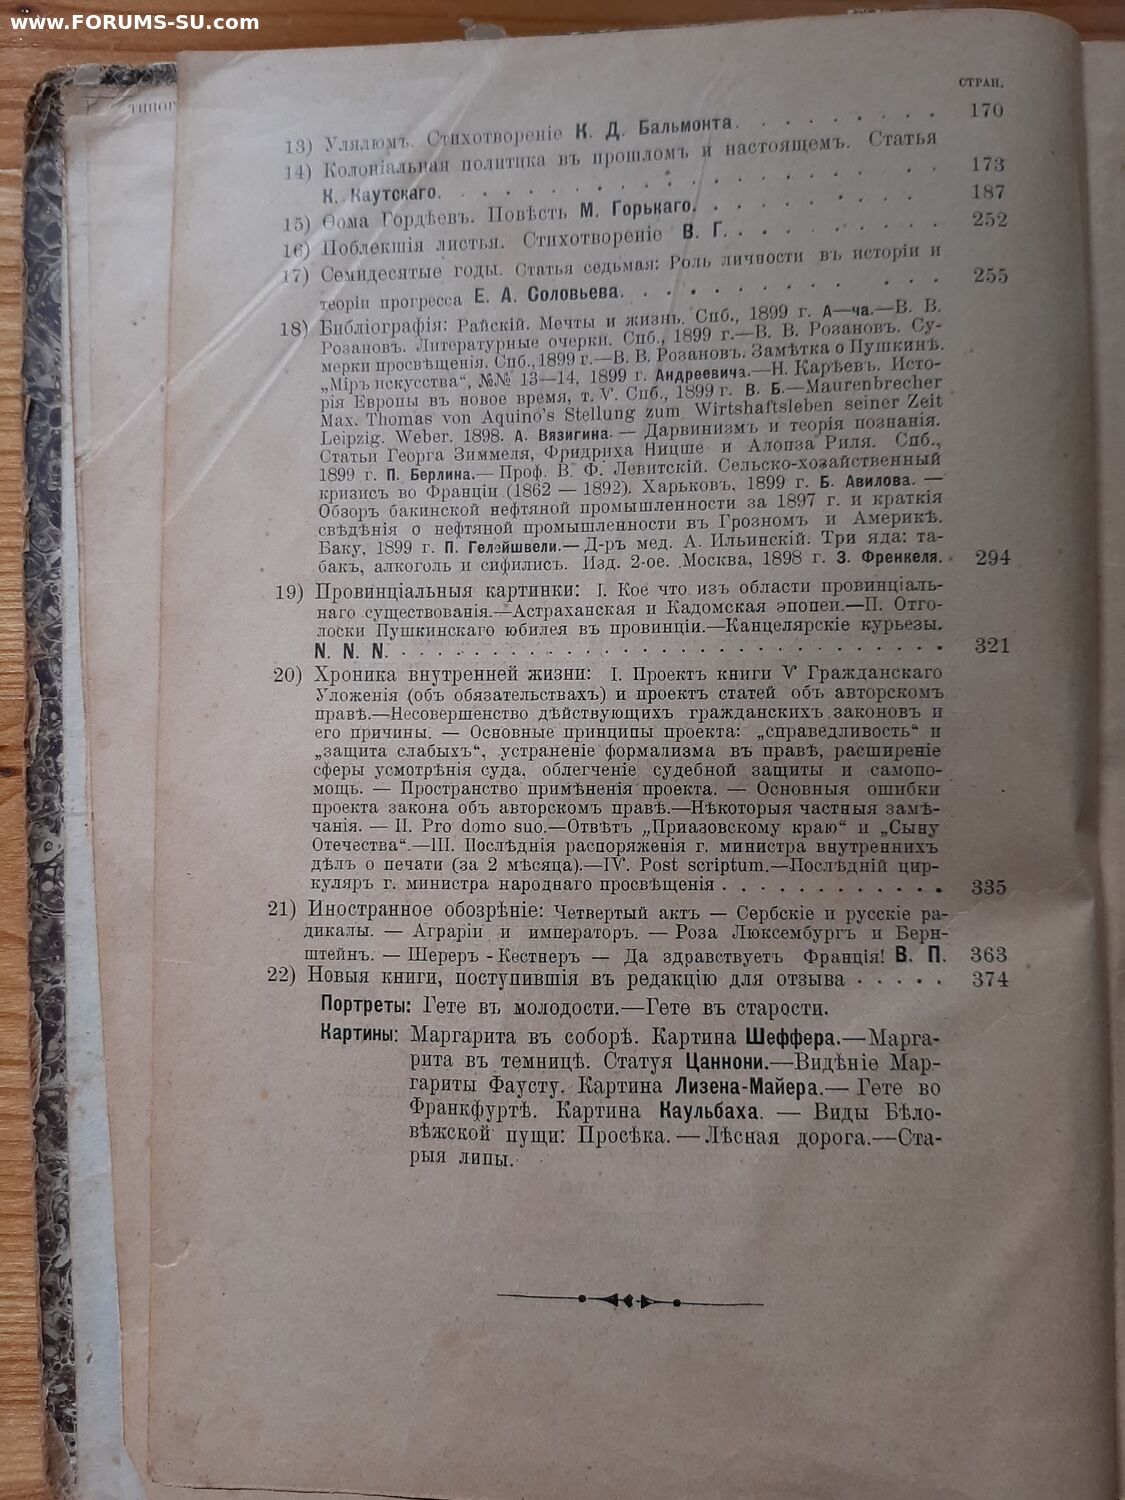 www.FORUMS-SU.com
типог
СТРАН.
13) Улялюмъ. Стихотвореніе К. Д. Бальмонта. . . . . . . . . 170
14) Колоніальная политика въ прошломъ и настоящемъ. Статья
К. Каутскаго. . . . . . . . . . . . . . . . . 173
15) Ѳома Гордѣевъ. Повѣсть М. Горькаго. . . . . . . . . . 187
16) Поблекшія листья. Стихотвореніе В. Г. . . . . . . . . 252
17) Семидесятые годы. Статья седьмая: Роль личности въ исторіи и
теоріи прогресса Е. А. Соловьева. . . . . . . . . . 255
18) Библіографія: Райскій. Мечты и жизнь. Спб., 1899 г. А—ча.—В. В.
Розановъ. Литературные очерки. Спб., 1899 г.—В. В. Розановъ. Су-
мерки просвѣщенія. Спб., 1899 г.—В. В. Розановъ. Замѣтка о Пушкинѣ.
„Міръ искусства“, №№ 13—14, 1899 г. Андреевича.—Н. Карѣевъ. Исто-
рія Европы въ новое время, т. V. Спб., 1899 г. В. Б.—Maurenbrecher
Max. Thomas von Aquino's Stellung zum Wirtshaftsleben seiner Zeit
Leipzig. Weber. 1898. А. Вязигина. — Дарвинизмъ и теорія познанія.
Статьи Георга Зиммеля, Фридриха Ницше и Алоиза Риля. Спб.,
1899 г. П. Берлина.— Проф. В. Ф. Левитскій. Сельско-хозайственный
кризисъ во Франціи (1862 — 1892). Харьковъ, 1899 г. Б. Авилова. —
Обзоръ бакинской нефтяной промышленности за 1897 г. и краткія
свѣдѣнія о нефтяной промышленности въ Грозномъ и Америкѣ.
Баку, 1899 г. П. Гелейшвели.— Д-ръ мед. А. Ильинскій. Три яда: та-
бакъ, алкоголь и сифилисъ. Изд. 2-ое. Москва, 1898 г. З. Френкеля. . 294
19) Провинціальныя картинки: I. Кое что изъ области провинціаль-
наго существованія.—Астраханская и Кадомская эпопеи.—II. Отго-
лоски Пушкинскаго юбилея въ провинціи.—Канцелярскіе курьезы.
N. N. N. . . . . . . . . . . . . . . . . . . . . 321
20) Хроника внутренней жизни: I. Проектъ книги V Гражданскаго
Уложенія (объ обязательствахъ) и проектъ статей объ авторскомъ
правѣ.—Несовершенство дѣйствующихъ гражданскихъ законовъ и
его причины. — Основные принципы проекта: „справедливость“ и
„защита слабыхъ“, устраненіе формализма въ правѣ, расширеніе
сферы усмотрѣнія суда, облегченіе судебной защиты и самопо-
мощь. — Пространство примѣненія проекта. — Основныя ошибки
проекта закона объ авторскомъ правѣ.—Нѣкоторыя частныя замѣ-
чанія. — II. Pro domo suo.—Отвѣтъ „Приазовскому краю“ и „Сыну
Отечества“.—III. Послѣднія распоряженія г. министра внутреннихъ
дѣлъ о печати (за 2 мѣсяца).—IV. Post scriptum.—Послѣдній цир-
куляръ г. министра народнаго просвѣщенія . . . . . . . . . . . . 335
21) Иностранное обозрѣніе: Четвертый актъ — Сербскіе и русскіе ра-
дикалы. — Аграріи и императоръ. — Роза Люксембургъ и Берн-
штейнъ. — Шереръ-Кестнеръ — Да здравствуетъ Франція! В. П. 363
22) Новыя книги, поступившія въ редакцію для отзыва . . . . . 374
Портреты: Гете въ молодости.—Гете въ старости.
Картины: Маргарита въ соборѣ. Картина Шеффера.—Марга-
рита въ темницѣ. Статуя Цаннони.—Видѣніе Мар-
гариты Фаусту. Картина Лизена-Майера.— Гете во
Франкфуртѣ. Картина Каульбаха. — Виды Бѣло-
вѣжской пущи: Просѣка. — Лѣсная дорога.—Ста-
рыя липы.